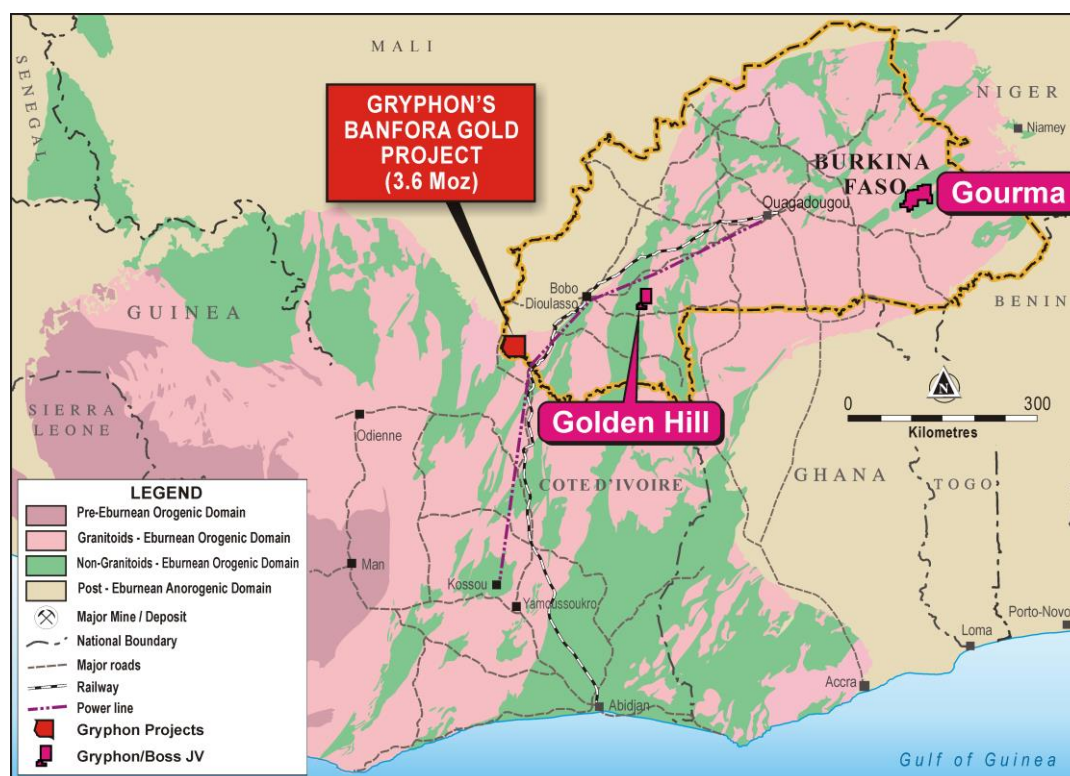 MALI
SENEGAL
GRYPHON'S
BANFORA GOLD
PROJECT
(3.6 Moz)
NIGER
Niamey
BURKINA
FASO
Gourma
Ouagadougou
Bobo
Dioulasso
BENIN
GUINEA
SIERRA
LEONE
Odienne
Golden Hill
N
0 300
Kilometres
COTE D'IVOIRE
GHANA
TOGO
LEGEND
Pre-Eburnean Orogenic Domain
Granitoids - Eburnean Orogenic Domain
Non-Granitoids - Eburnean Orogenic Domain
Post - Eburnean Anorogenic Domain
Major Mine / Deposit
National Boundary
Major roads
Railway
Power line
Gryphon Projects
Gryphon/Boss JV
Man
Kossou
Yamoussoukro
Porto-Novo
Loma
Accra
Abidjan
Gulf of Guinea